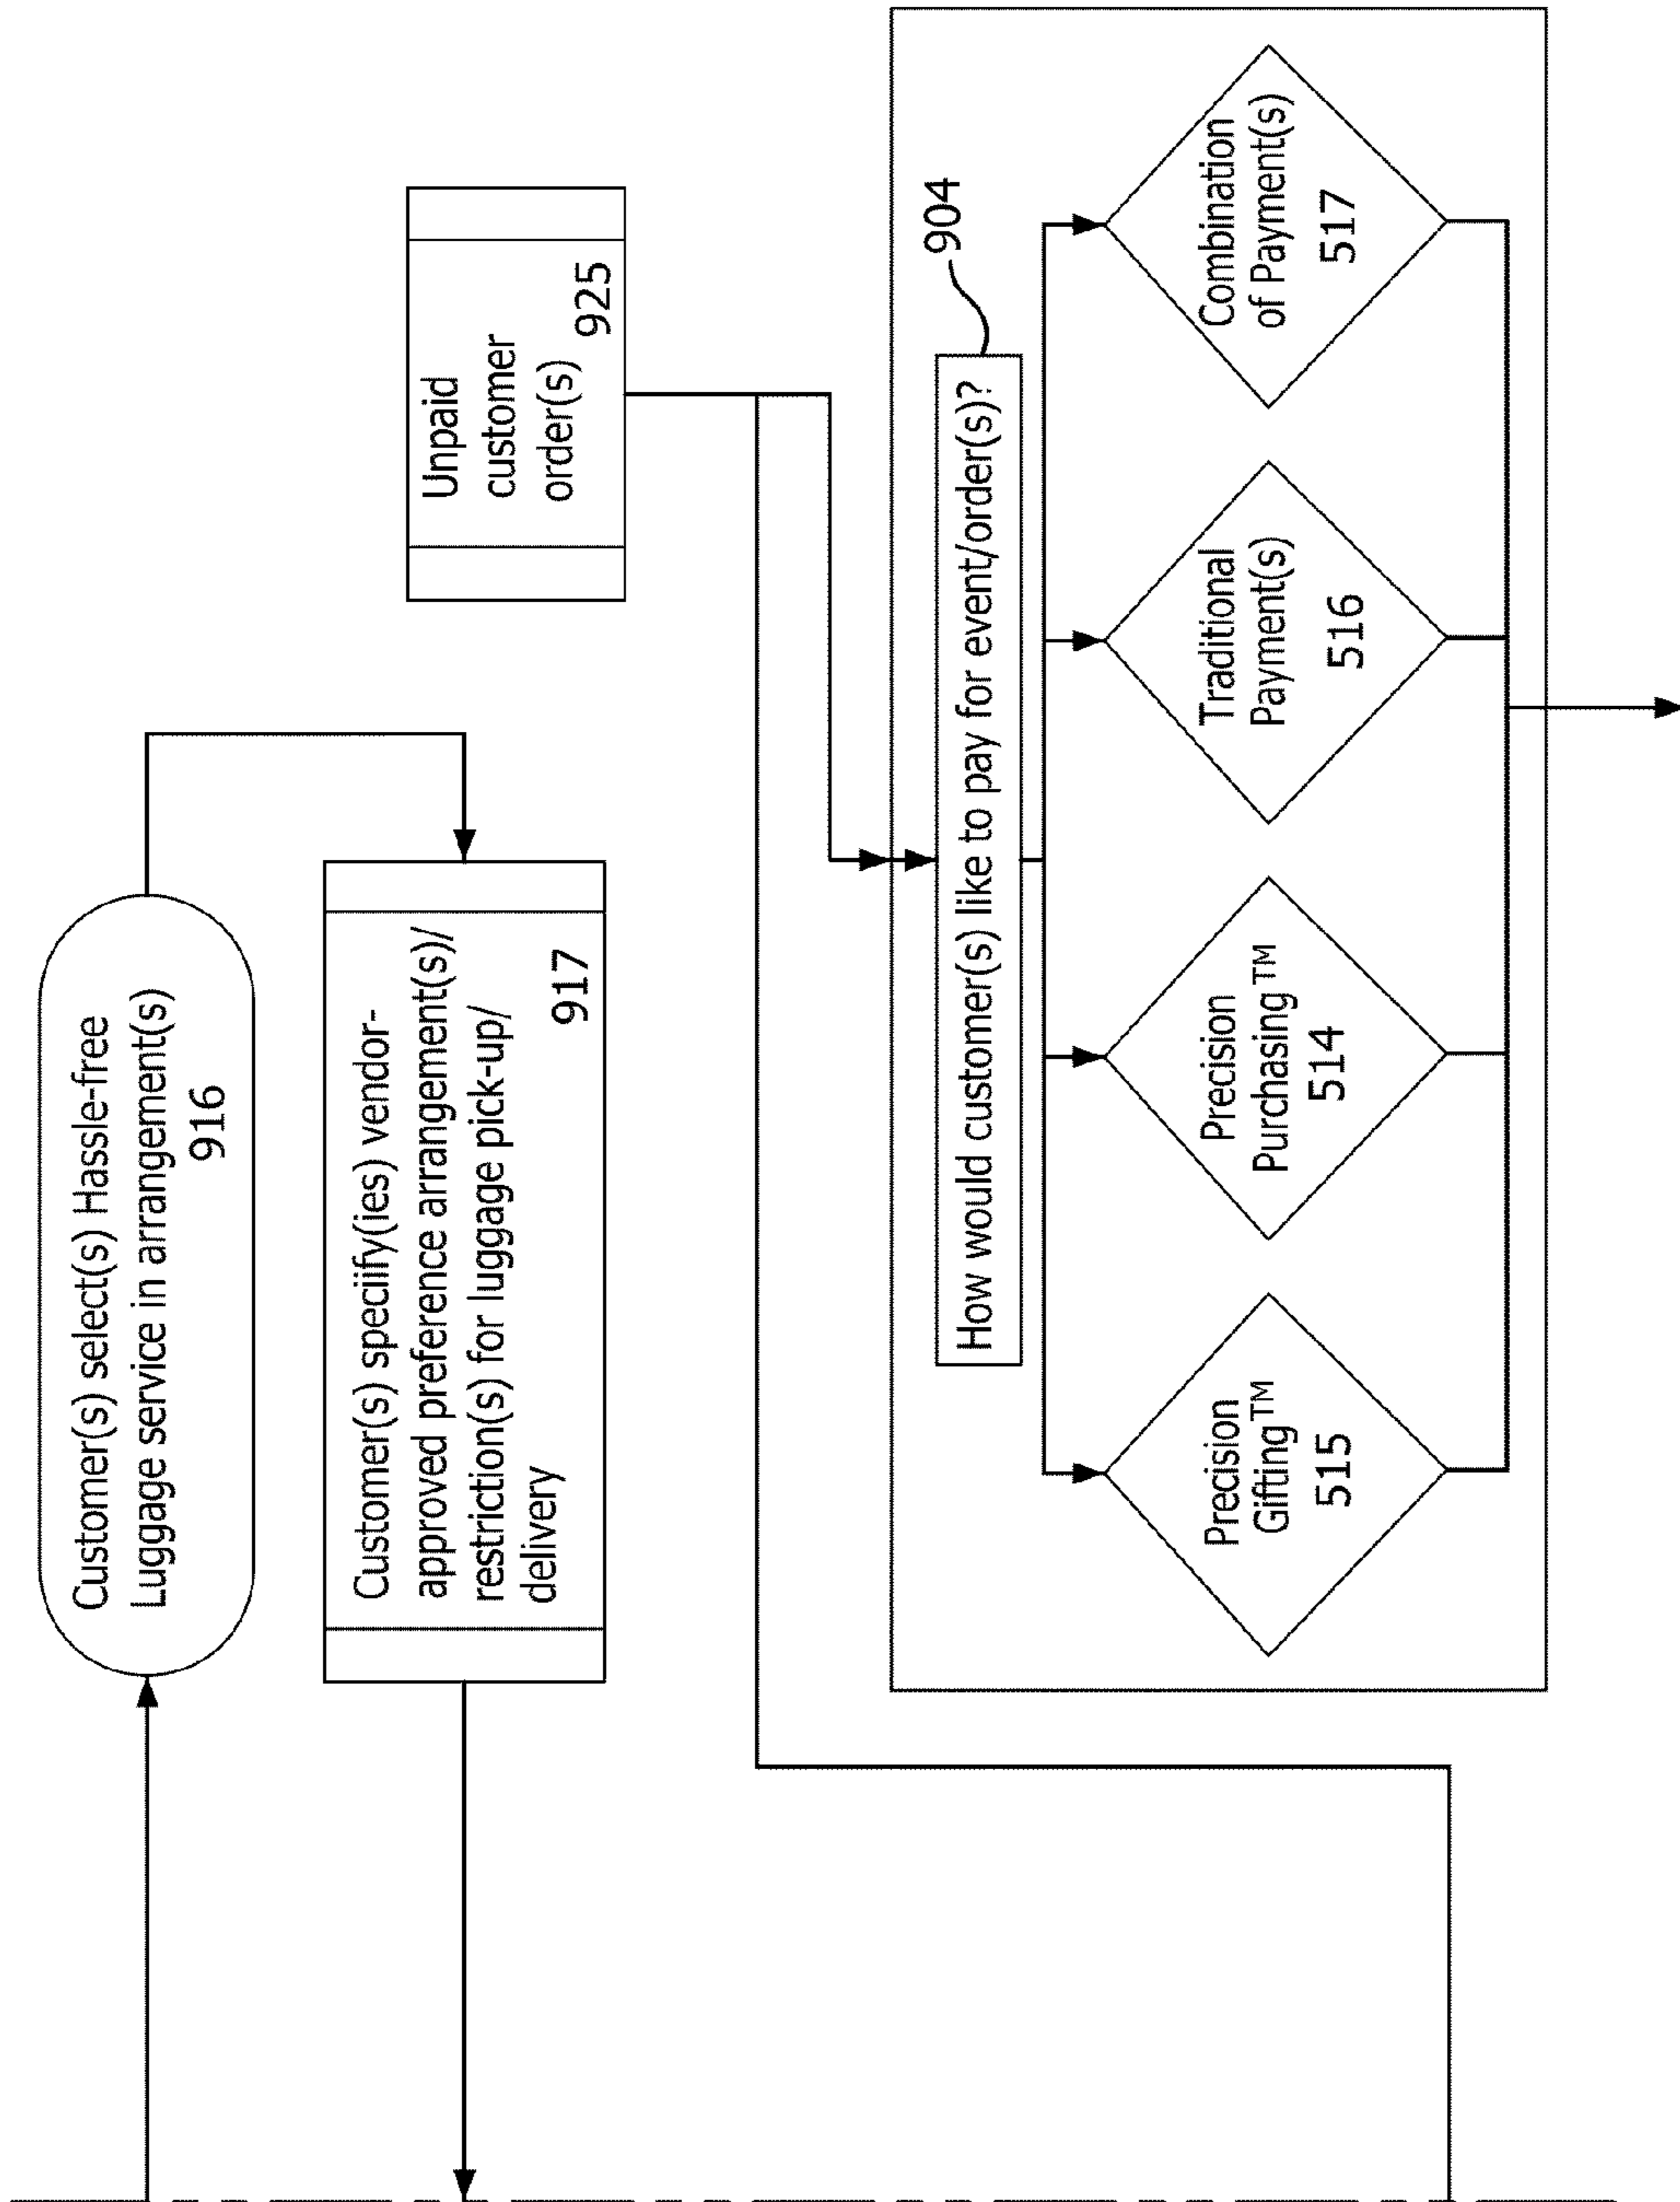 Customer(s) select(s) Hassle-free
Luggage service in arrangement(s)
916
Customer(s) speciify(ies) vendor-
approved preference arrangement(s)/
restriction(s) for luggage pick-up/
delivery
917
Unpaid
customer
order(s)
925
904
How would customer(s) like to pay for event/order(s)?
Precision
Gifting™
515
Precision
Purchasing™
514
Traditional
Payment(s)
516
Combination
of Payment(s)
517